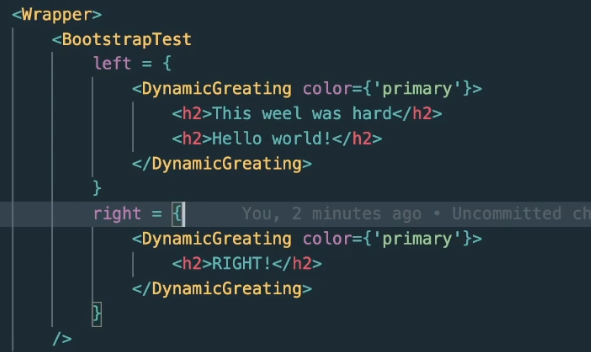 <Wrapper>
<BootstrapTest
left = {
<DynamicGreating color={'primary'}>
<h2>This weel was hard</h2>
<h2>Hello world!</h2>
</DynamicGreating>
}
right = { You, 2 minutes ago • Uncommitted ch
<DynamicGreating color={'primary'}>
<h2>RIGHT!</h2>
</DynamicGreating>
}
/>